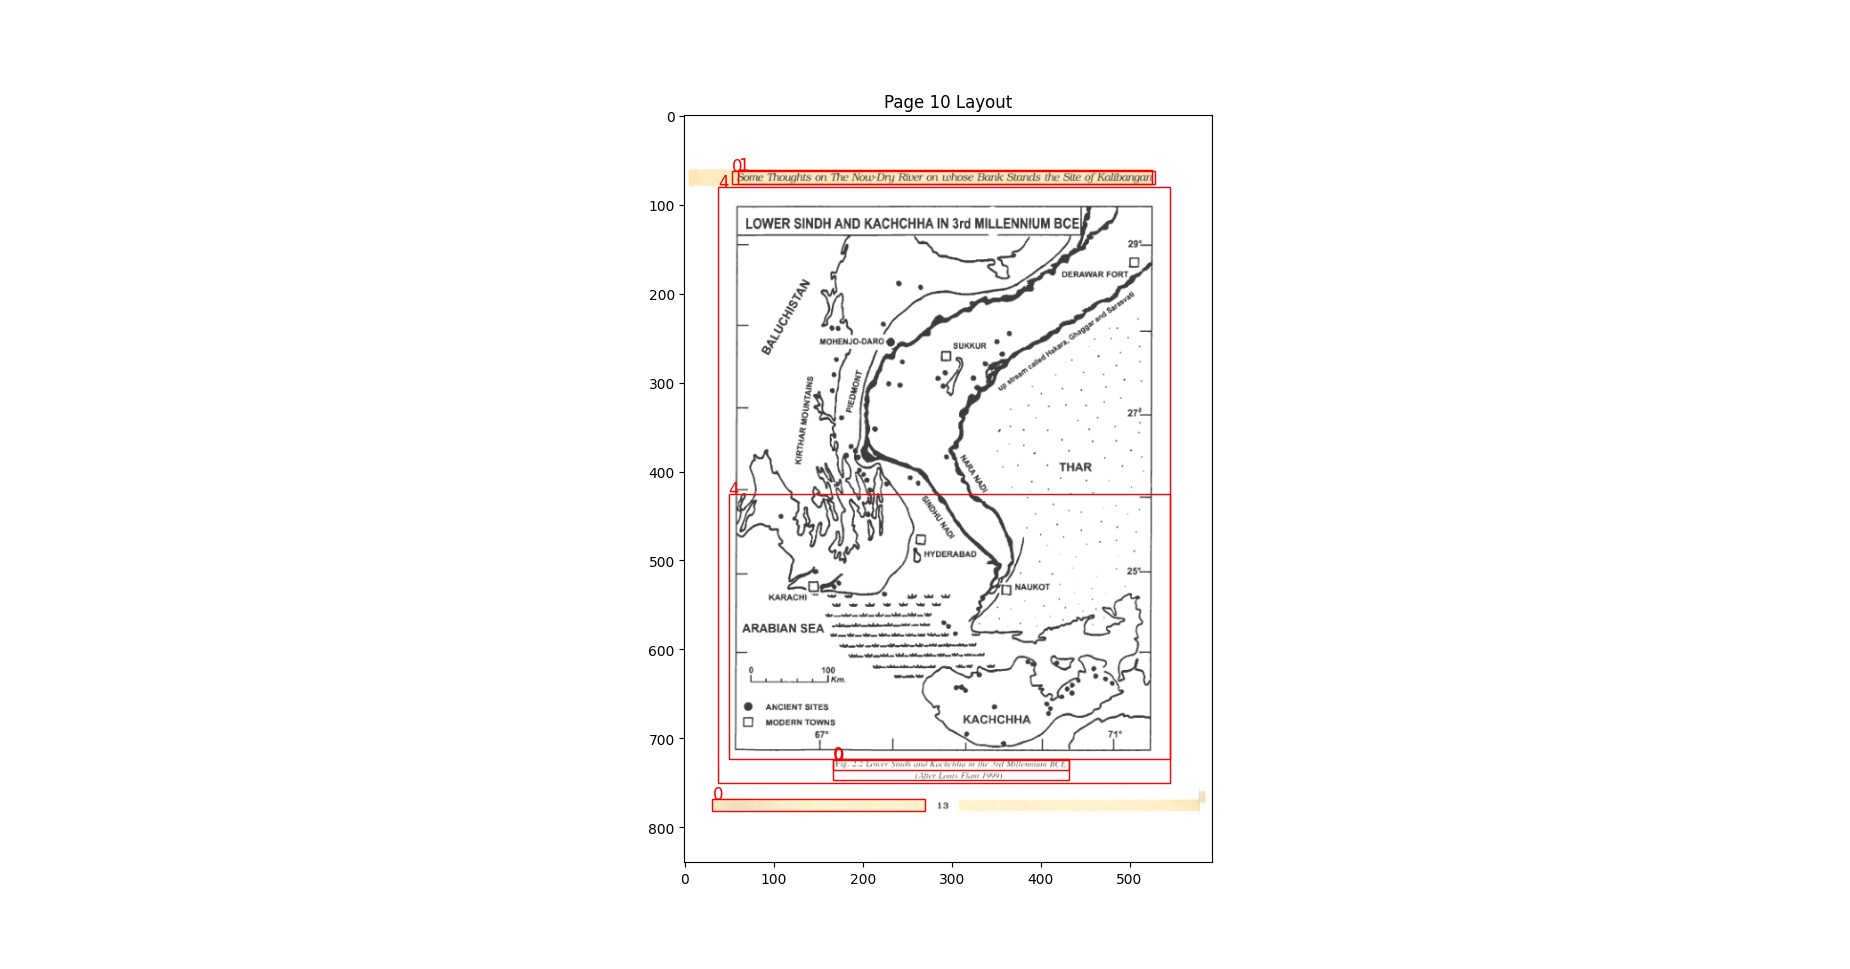 Page 10 Layout
0
100
200
300
400
500
600
700
800
0
100
200
300
400
500
01
Some Thoughts on The Now-Dry River on whose Bank Stands the Site of Kalibangan
4
LOWER SINDH AND KACHCHHA IN 3rd MILLENNIUM BCE
29°
DERAWAR FORT
BALUCHISTAN
up stream called Hakara, Ghaggar and Sarasvati
MOHENJO-DARO
SUKKUR
PIEDMONT
KIRTHAR MOUNTAINS
27°
THAR
NARA NADI
4
SINDHU NADI
HYDERABAD
25°
NAUKOT
KARACHI
ARABIAN SEA
0 100
Km.
ANCIENT SITES
MODERN TOWNS
KACHCHHA
67° 71°
0
Fig. 2.2 Lower Sindh and Kachchha in the 3rd Millennium BCE
(After Louis Flam 1999)
0
13